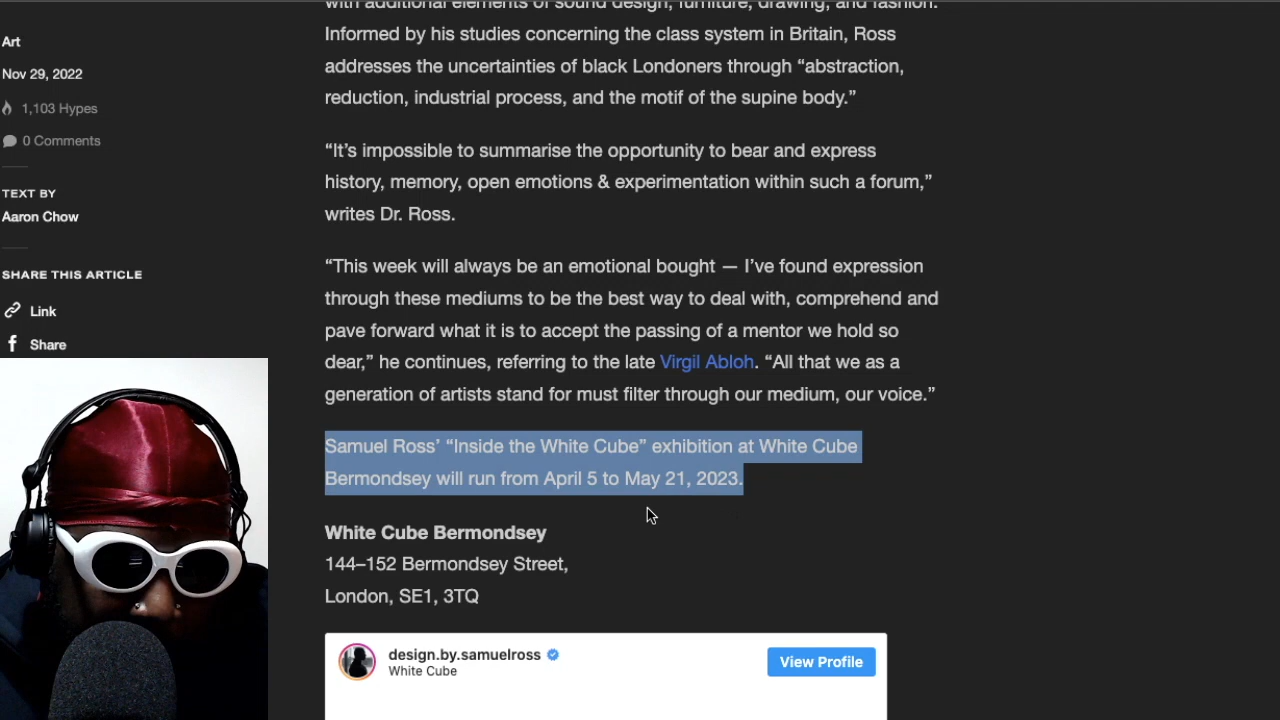 Art
Nov 29, 2022
1,103 Hypes
0 Comments
TEXT BY
Aaron Chow
SHARE THIS ARTICLE
Link
Share
with additional elements of sound design, furniture, drawing, and fashion.
Informed by his studies concerning the class system in Britain, Ross
addresses the uncertainties of black Londoners through “abstraction,
reduction, industrial process, and the motif of the supine body.”
“It’s impossible to summarise the opportunity to bear and express
history, memory, open emotions & experimentation within such a forum,”
writes Dr. Ross.
“This week will always be an emotional bought — I’ve found expression
through these mediums to be the best way to deal with, comprehend and
pave forward what it is to accept the passing of a mentor we hold so
dear,” he continues, referring to the late Virgil Abloh. “All that we as a
generation of artists stand for must filter through our medium, our voice.”
Samuel Ross’ “Inside the White Cube” exhibition at White Cube
Bermondsey will run from April 5 to May 21, 2023.
White Cube Bermondsey
144–152 Bermondsey Street,
London, SE1, 3TQ
design.by.samuelross
White Cube
View Profile